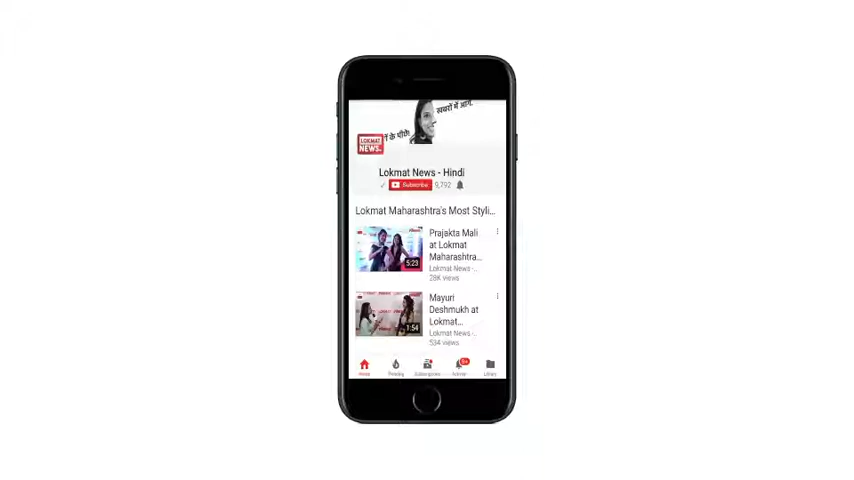 खबरों में आगे,
के पीछे!
LOKMAT
NEWS
Lokmat News - Hindi
Subscribe 9,792
Lokmat Maharashtra's Most Styli...
Prajakta Mali
at Lokmat
Maharashtra...
Lokmat News -..
28K views
5:23
Mayuri
Deshmukh at
Lokmat...
Lokmat News -..
534 views
1:54
Home Trending Subscriptions Activity Library
9+